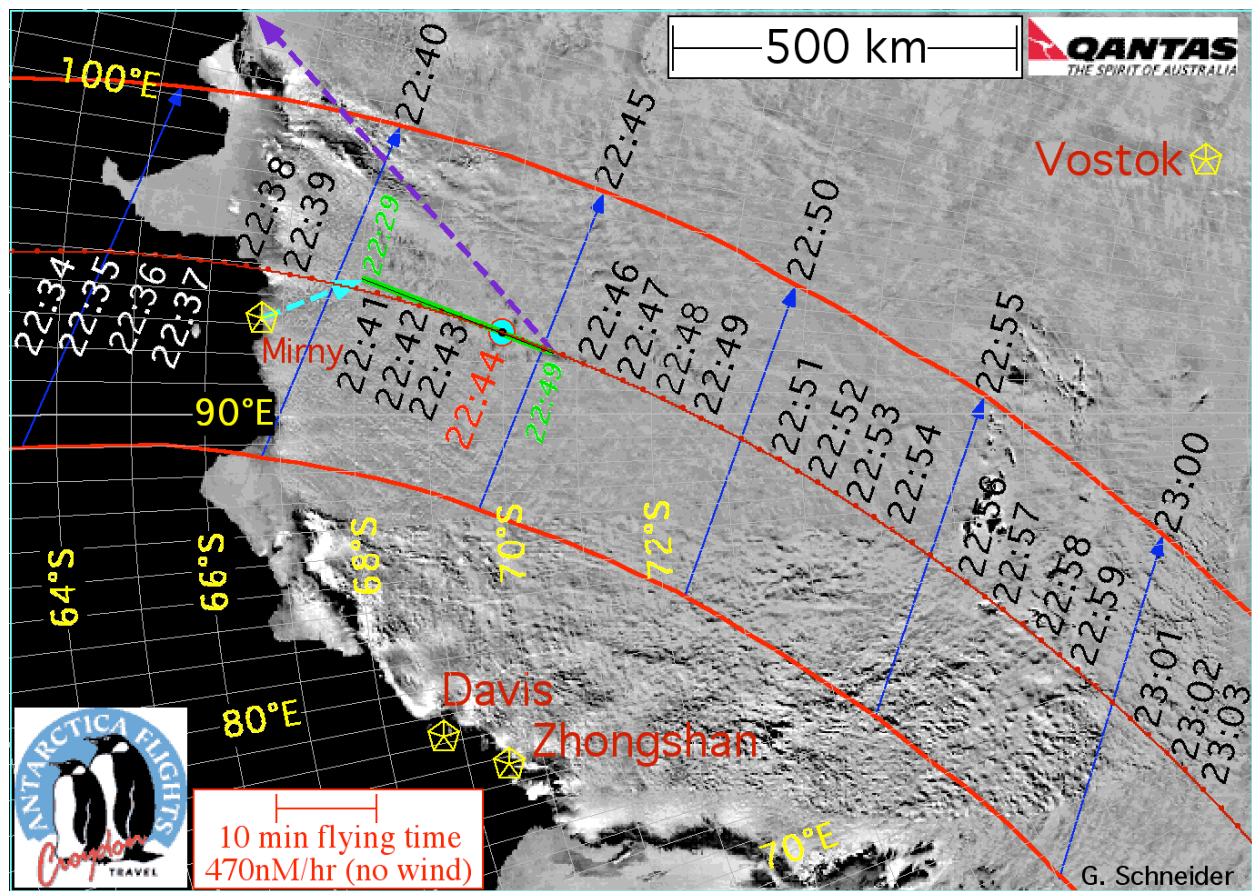 500 km
QANTAS
THE SPIRIT OF AUSTRALIA
100°E
22:40
22:45
Vostok
22:38
22:39
22:29
22:50
22:34
22:35
22:36
22:37
Mirny
22:41
22:42
22:43
22:44
22:49
22:46
22:47
22:48
22:49
22:55
90°E
22:51
22:52
22:53
22:54
23:00
64°S
66°S
68°S
70°S
72°S
22:56
22:57
22:58
22:59
23:01
23:02
23:03
80°E
Davis
Zhongshan
70°E
ANTARCTICA FLIGHTS
Croydon
TRAVEL
10 min flying time
470nM/hr (no wind)
G. Schneider